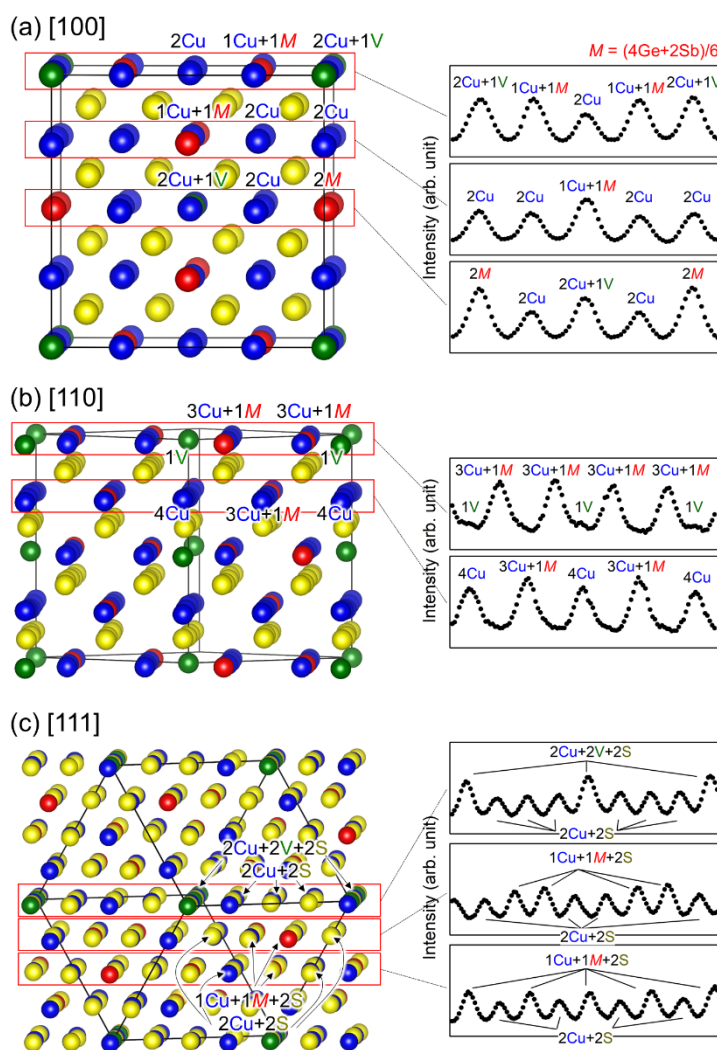 (a) [100]
2Cu 1Cu+1M 2Cu+1V
M = (4Ge+2Sb)/6
1Cu+1M 2Cu 2Cu
2Cu+1V 2Cu 2M
Intensity (arb. unit)
2Cu+1V 1Cu+1M 2Cu 1Cu+1M 2Cu+1V
2Cu 2Cu 1Cu+1M 2Cu 2Cu
2M 2Cu 2Cu+1V 2Cu 2M
(b) [110]
3Cu+1M 3Cu+1M
1V 1V
4Cu 3Cu+1M 4Cu
Intensity (arb. unit)
3Cu+1M 3Cu+1M 3Cu+1M 3Cu+1M
1V 1V 1V
4Cu 3Cu+1M 4Cu 3Cu+1M 4Cu
(c) [111]
2Cu+2V+2S
2Cu+2S
1Cu+1M+2S
2Cu+2S
Intensity (arb. unit)
2Cu+2V+2S
2Cu+2S
1Cu+1M+2S
2Cu+2S
1Cu+1M+2S
2Cu+2S